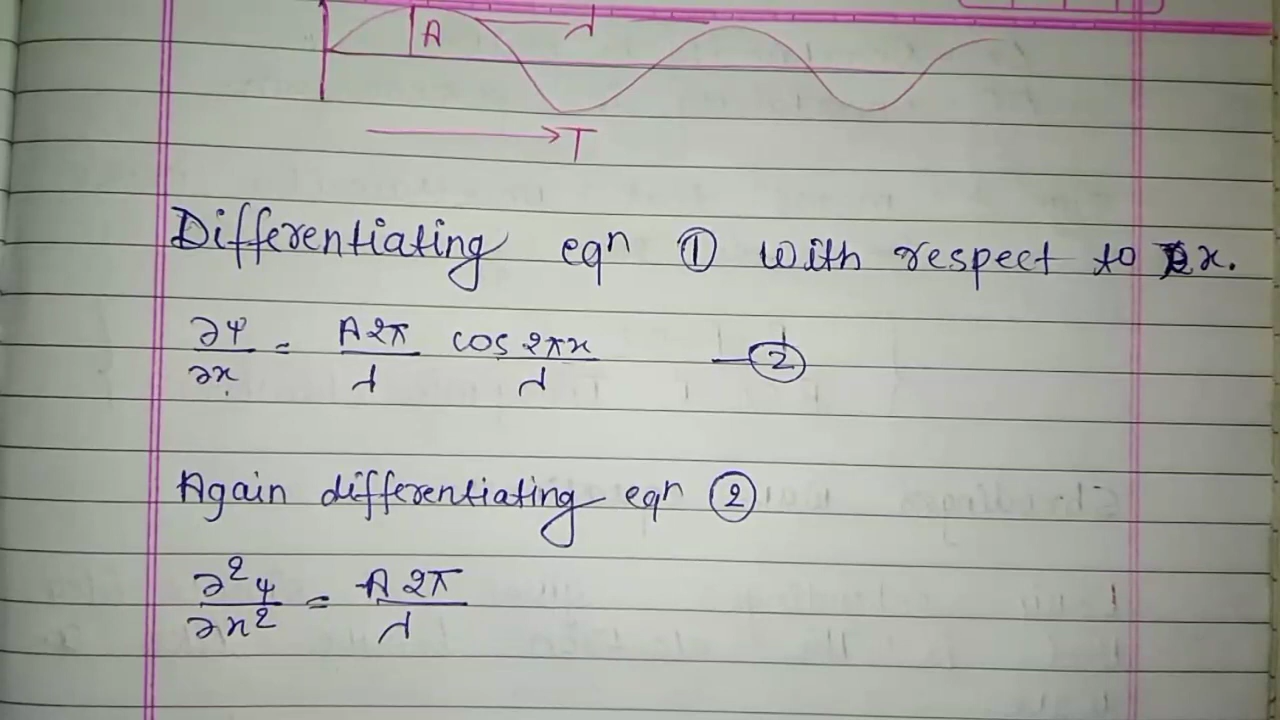 A λ
T
Differentiating eqn ① with respect to x.
∂ψ/∂x = A2π/λ cos 2πx/λ —②
Again differentiating eqn ②
∂²ψ/∂x² = A2π/λ